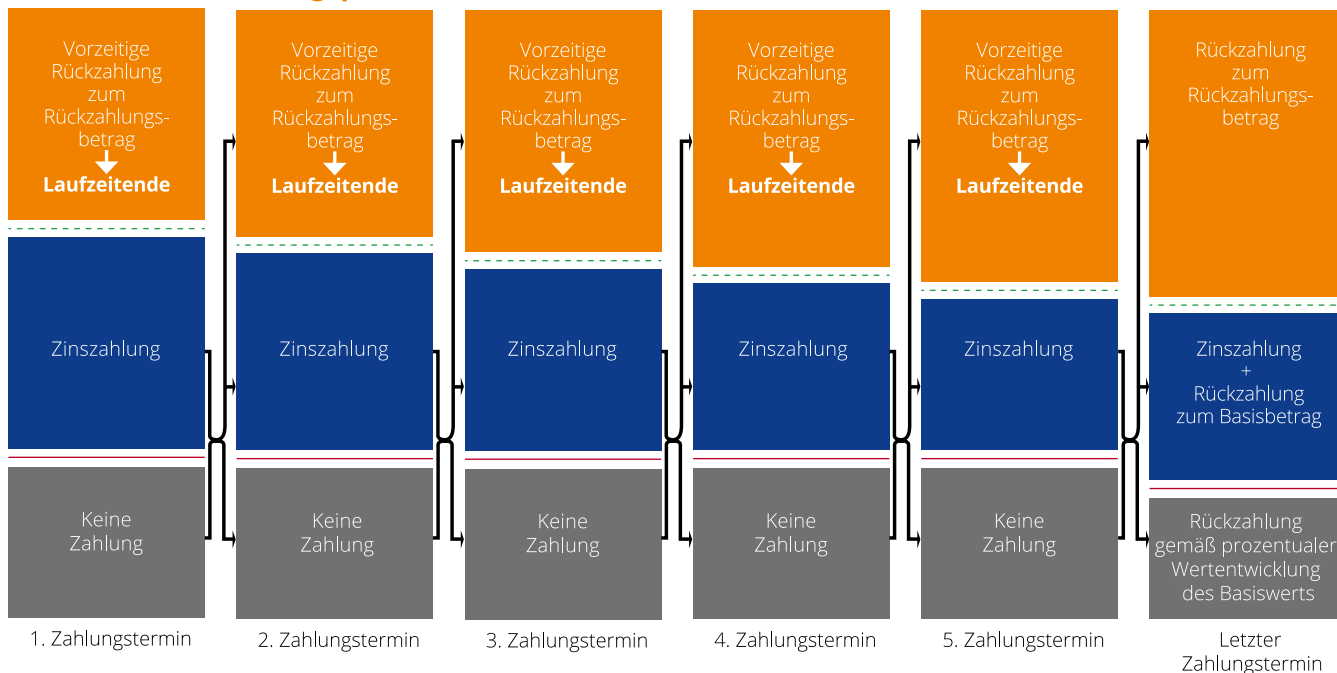 Vorzeitige
Rückzahlung
zum
Rückzahlungs-
betrag
Laufzeitende
Zinszahlung
Keine
Zahlung
1. Zahlungstermin
Vorzeitige
Rückzahlung
zum
Rückzahlungs-
betrag
Laufzeitende
Zinszahlung
Keine
Zahlung
2. Zahlungstermin
Vorzeitige
Rückzahlung
zum
Rückzahlungs-
betrag
Laufzeitende
Zinszahlung
Keine
Zahlung
3. Zahlungstermin
Vorzeitige
Rückzahlung
zum
Rückzahlungs-
betrag
Laufzeitende
Zinszahlung
Keine
Zahlung
4. Zahlungstermin
Vorzeitige
Rückzahlung
zum
Rückzahlungs-
betrag
Laufzeitende
Zinszahlung
Keine
Zahlung
5. Zahlungstermin
Rückzahlung
zum
Rückzahlungs-
betrag
Zinszahlung
+
Rückzahlung
zum Basisbetrag
Rückzahlung
gemäß prozentualer
Wertentwicklung
des Basiswerts
Letzter
Zahlungstermin